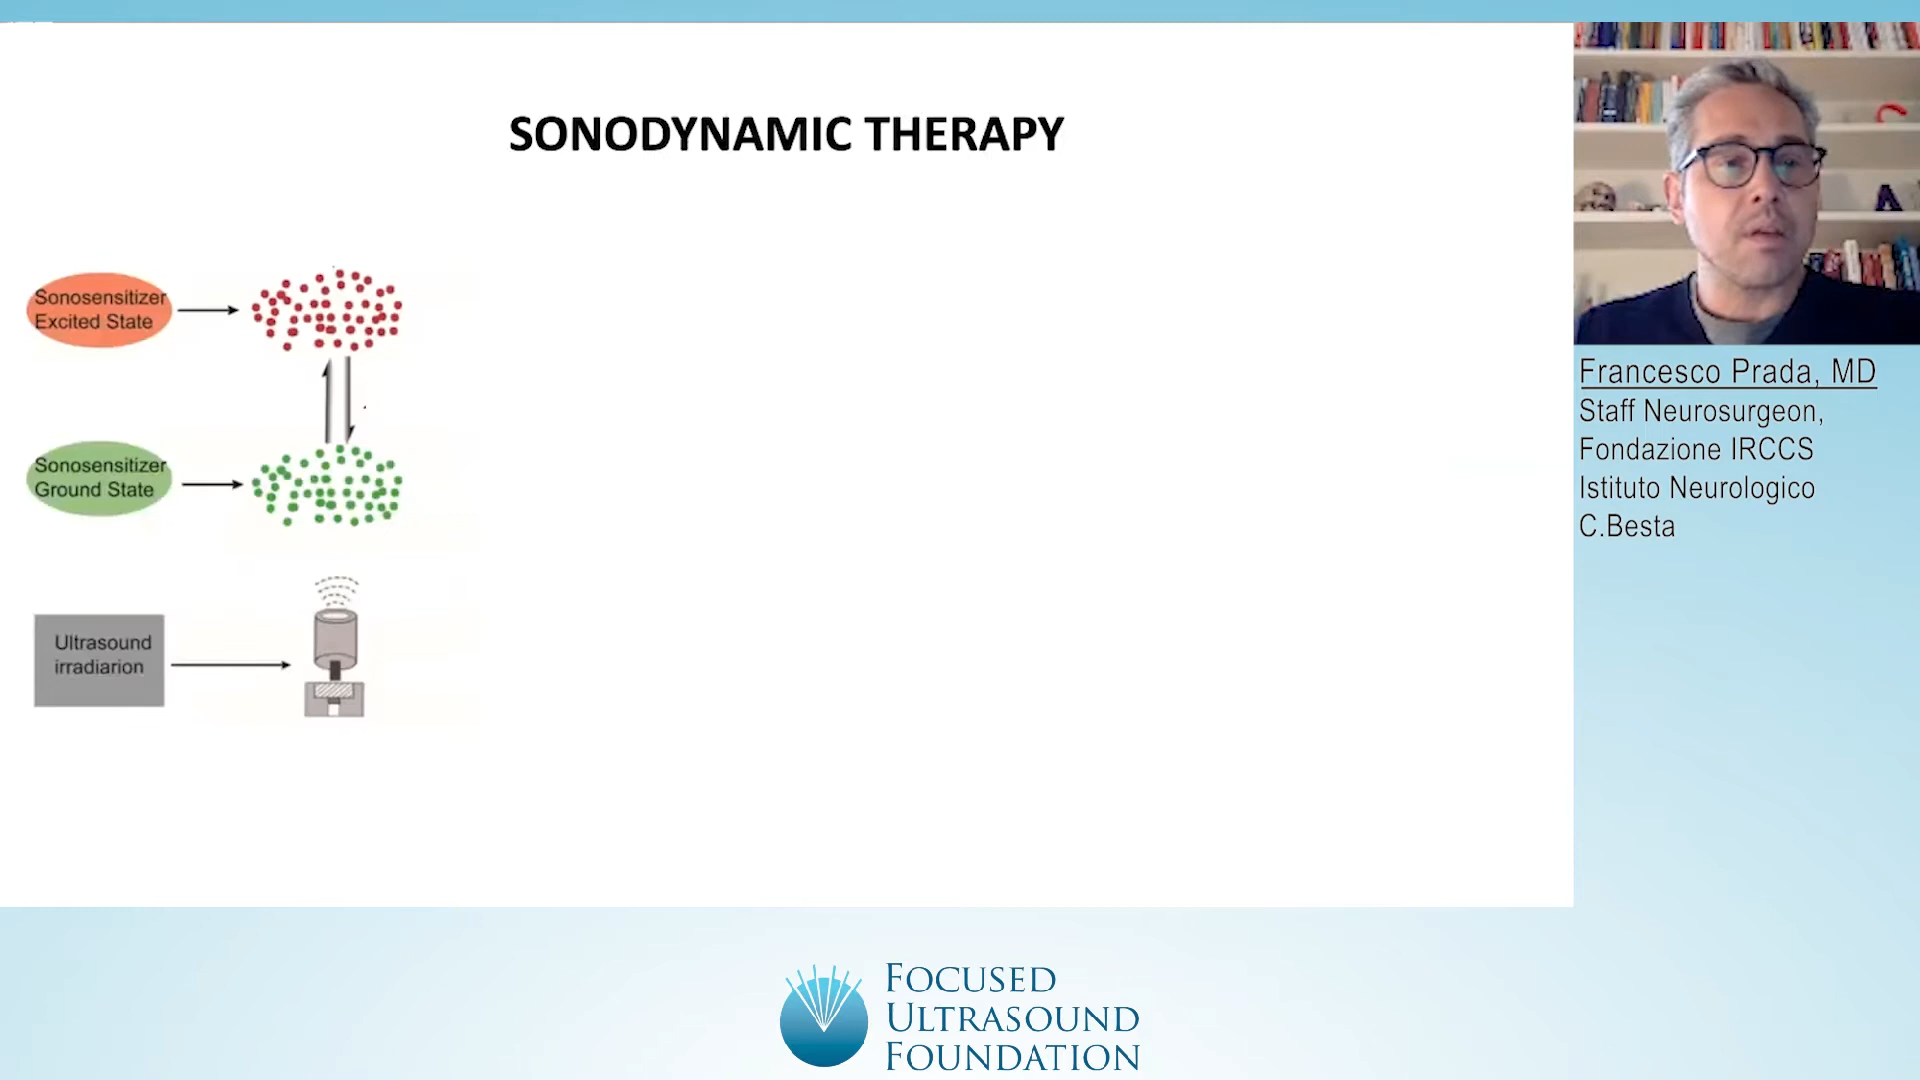 SONODYNAMIC THERAPY
Sonosensitizer
Excited State
Sonosensitizer
Ground State
Ultrasound
irradiarion
Francesco Prada, MD
Staff Neurosurgeon,
Fondazione IRCCS
Istituto Neurologico
C.Besta
FOCUSED
ULTRASOUND
FOUNDATION